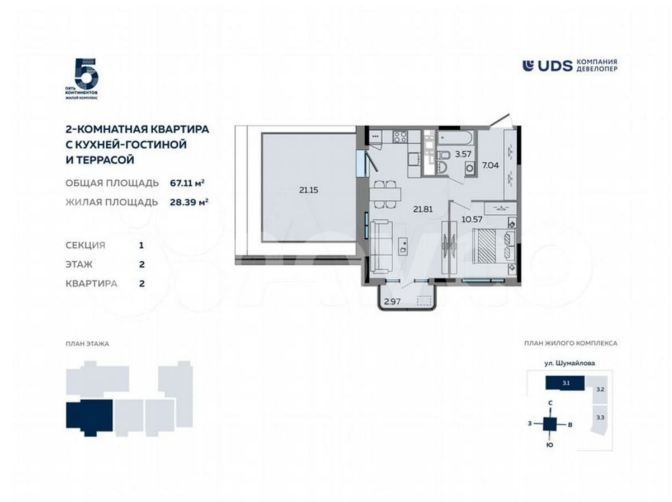 5
ПЯТЬ
КОНТИНЕНТОВ
ЖИЛОЙ КОМПЛЕКС
UDS КОМПАНИЯ
ДЕВЕЛОПЕР
2-КОМНАТНАЯ КВАРТИРА
С КУХНЕЙ-ГОСТИНОЙ
И ТЕРРАСОЙ
ОБЩАЯ ПЛОЩАДЬ 67.11 м²
ЖИЛАЯ ПЛОЩАДЬ 28.39 м²
СЕКЦИЯ 1
ЭТАЖ 2
КВАРТИРА 2
21.15
3.57
7.04
21.81
10.57
2.97
ПЛАН ЭТАЖА
ПЛАН ЖИЛОГО КОМПЛЕКСА
ул. Шумайлова
3.1
3.2
3.3
С
З
В
Ю